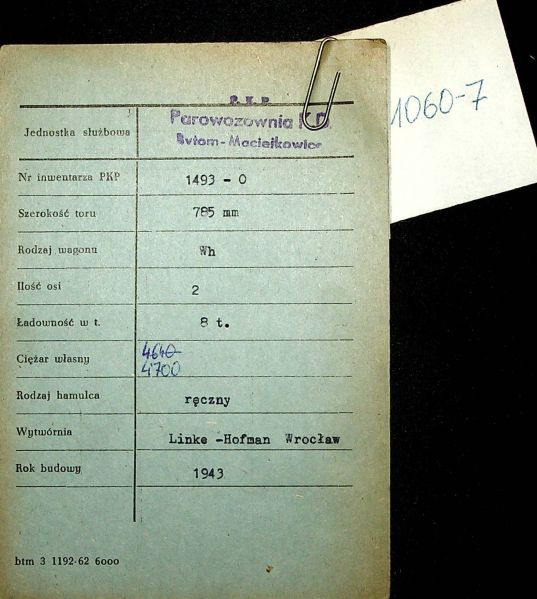 P. K. P.
Parowozownia K.D.
Bytom-Maciejkowice
1060-7
Jednostka służbowa
Nr inwentarza PKP 1493 - 0
Szerokość toru 785 mm
Rodzaj wagonu Wh
Ilość osi 2
Ładowność w t. 8 t.
Ciężar własny 4640
4700
Rodzaj hamulca ręczny
Wytwórnia Linke -Hofman Wrocław
Rok budowy 1943
btm 3 1192-62 6000